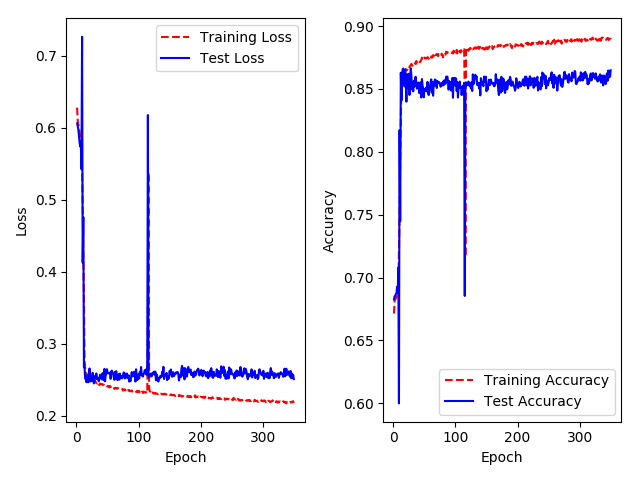 Training Loss
Test Loss
0.7
0.6
0.5
0.4
0.3
0.2
Loss
0 100 200 300
Epoch
0.90
0.85
0.80
0.75
0.70
0.65
0.60
Accuracy
Training Accuracy
Test Accuracy
0 100 200 300
Epoch